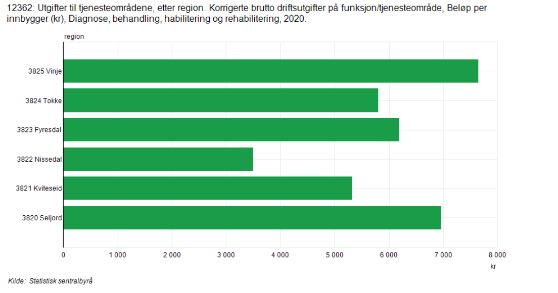 12362: Utgifter til tjenesteområdene, etter region. Korrigerte brutto driftsutgifter på funksjon/tjenesteområde, Beløp per
innbygger (kr), Diagnose, behandling, habilitering og rehabilitering, 2020.
region
3825 Vinje
3824 Tokke
3823 Fyresdal
3822 Nissedal
3821 Kviteseid
3820 Seljord
0 1 000 2 000 3 000 4 000 5 000 6 000 7 000 8 000
kr
Kilde: Statistisk sentralbyrå